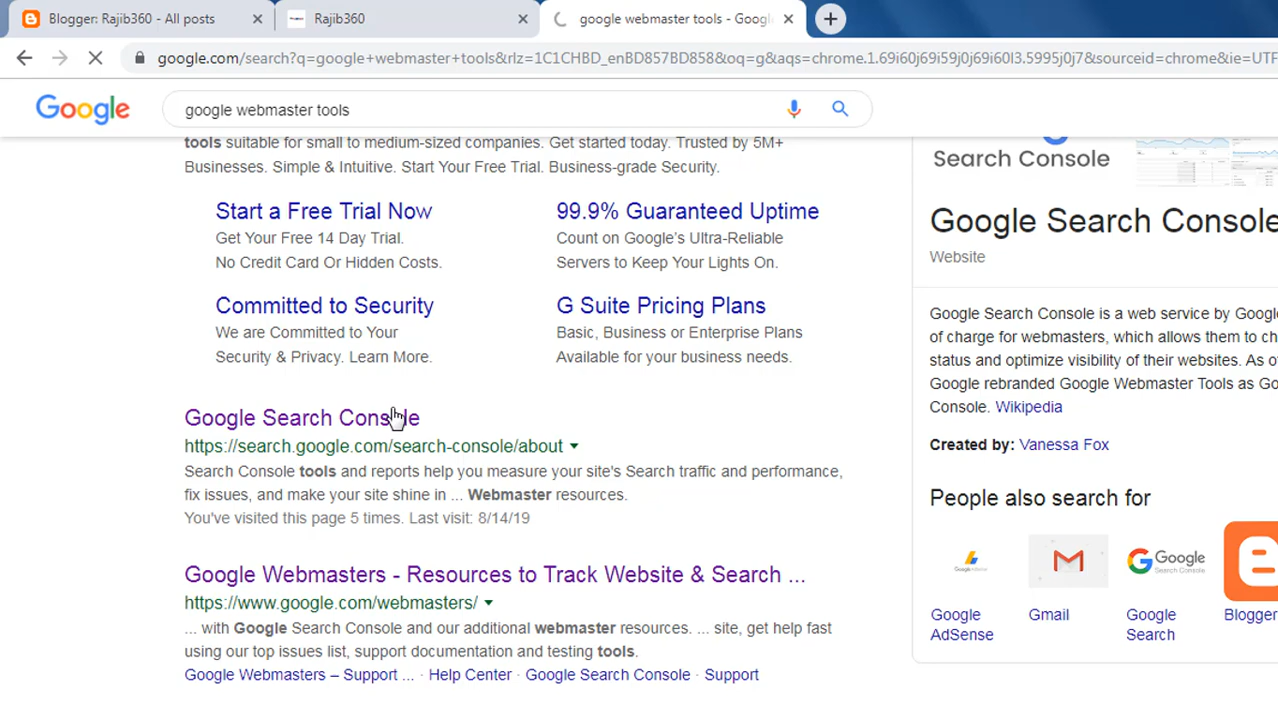 Blogger: Rajib360 - All posts
Rajib360
google webmaster tools - Googl
google.com/search?q=google+webmaster+tools&rlz=1C1CHBD_enBD857BD858&oq=g&aqs=chrome.1.69i60j69i59j0j69i60l3.5995j0j7&sourceid=chrome&ie=UTF
Google
google webmaster tools
tools suitable for small to medium-sized companies. Get started today. Trusted by 5M+
Businesses. Simple & Intuitive. Start Your Free Trial. Business-grade Security.
Start a Free Trial Now
Get Your Free 14 Day Trial.
No Credit Card Or Hidden Costs.
99.9% Guaranteed Uptime
Count on Google's Ultra-Reliable
Servers to Keep Your Lights On.
Committed to Security
We are Committed to Your
Security & Privacy. Learn More.
G Suite Pricing Plans
Basic, Business or Enterprise Plans
Available for your business needs.
Google Search Console
https://search.google.com/search-console/about
Search Console tools and reports help you measure your site's Search traffic and performance,
fix issues, and make your site shine in ... Webmaster resources.
You've visited this page 5 times. Last visit: 8/14/19
Google Webmasters - Resources to Track Website & Search ...
https://www.google.com/webmasters/
... with Google Search Console and our additional webmaster resources. ... site, get help fast
using our top issues list, support documentation and testing tools.
Google Webmasters – Support ... · Help Center · Google Search Console · Support
Search Console
Google Search Console
Website
Google Search Console is a web service by Googl
of charge for webmasters, which allows them to ch
status and optimize visibility of their websites. As o
Google rebranded Google Webmaster Tools as Go
Console. Wikipedia
Created by: Vanessa Fox
People also search for
Google
Search Console
Google
AdSense
Gmail
Google
Search
Blogger